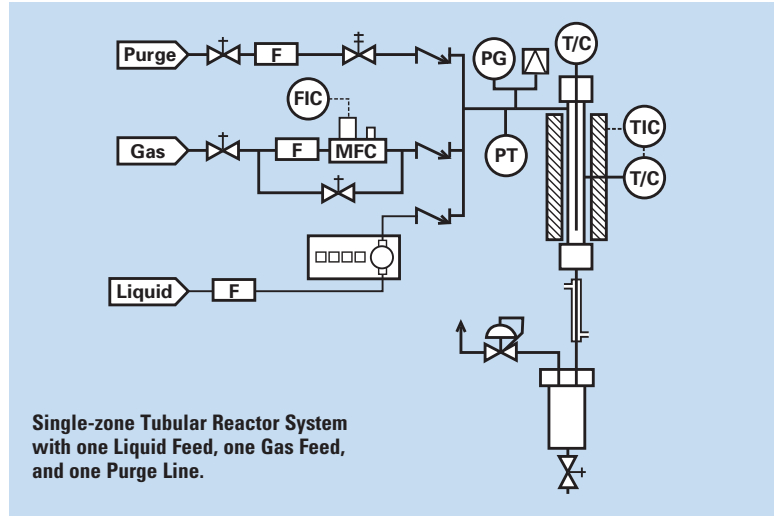 Purge
F
PG
T/C
FIC
Gas
F
MFC
PT
TIC
T/C
Liquid
F
Single-zone Tubular Reactor System
with one Liquid Feed, one Gas Feed,
and one Purge Line.